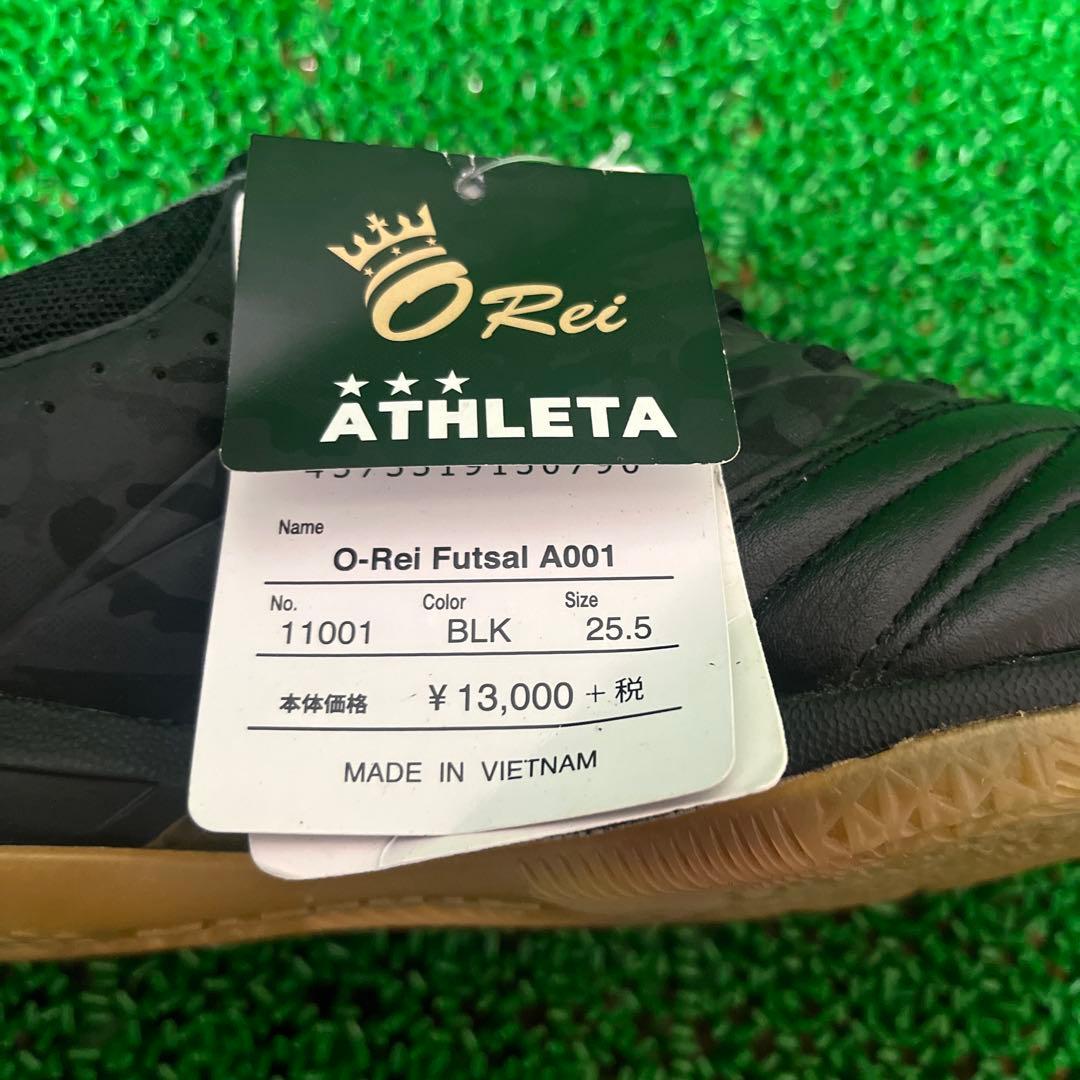 O Rei
ATHLETA
Name
O-Rei Futsal A001
No. Color Size
11001 BLK 25.5
本体価格 ¥13,000 +税
MADE IN VIETNAM